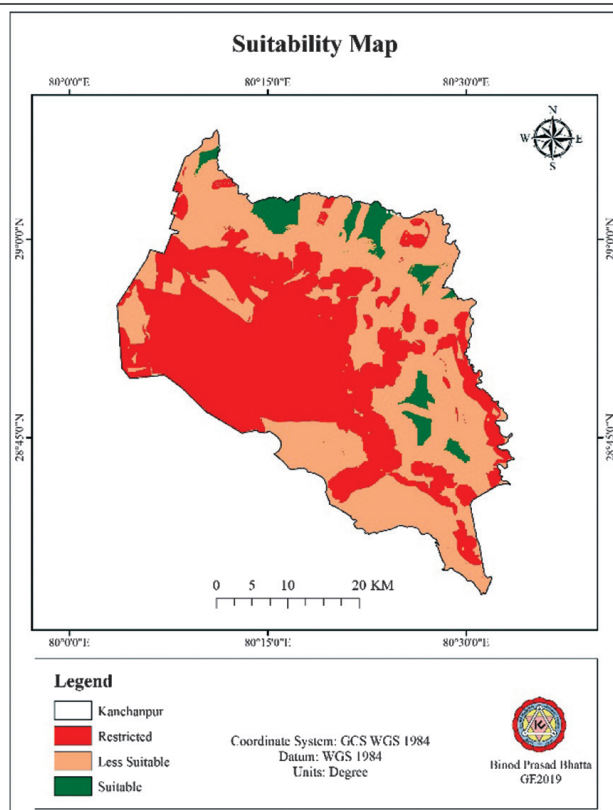 Suitability Map
80°0'0"E 80°15'0"E 80°30'0"E
N
W E
S
29°0'0"N 29°0'0"N
28°45'0"N 28°45'0"N
0 5 10 20 KM
80°0'0"E 80°15'0"E 80°30'0"E
Legend
Kanchanpur
Restricted
Less Suitable
Suitable
Coordinate System: GCS WGS 1984
Datum: WGS 1984
Units: Degree
Binod Prasad Bhatta
GE2019